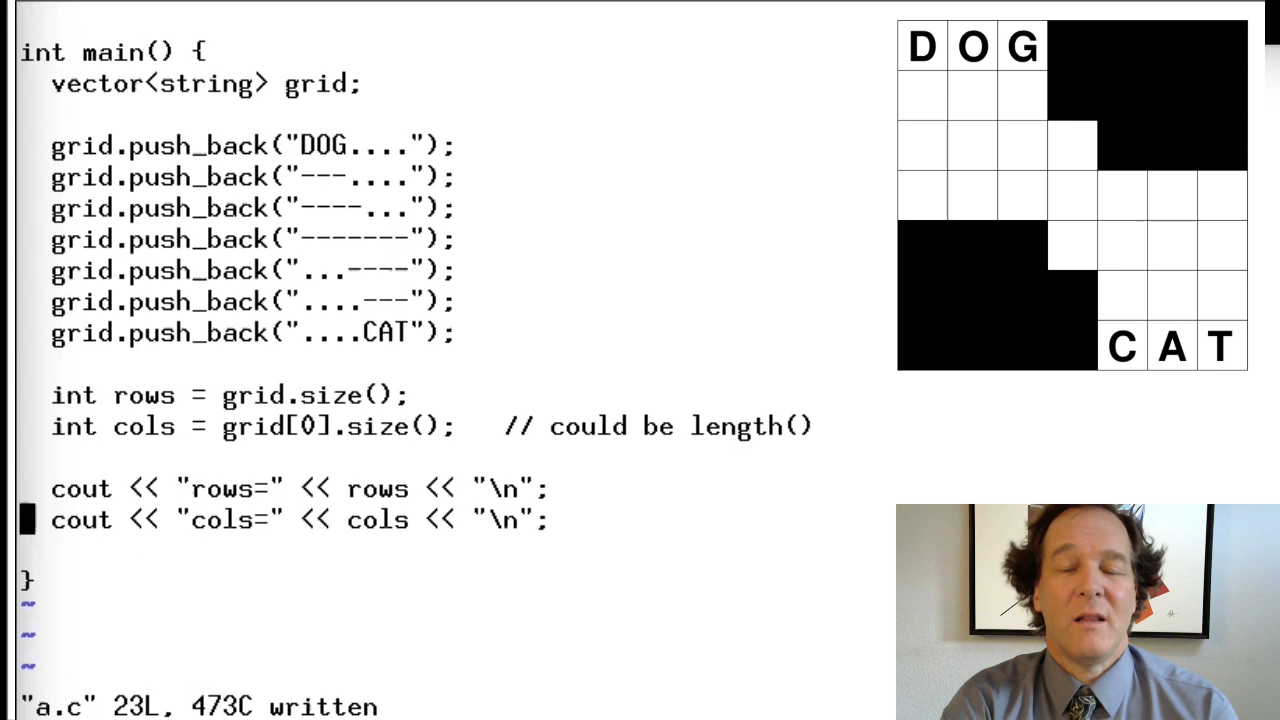 int main() {
vector<string> grid;
grid.push_back("DOG....");
grid.push_back("---....");
grid.push_back("----...");
grid.push_back("-------");
grid.push_back("...----");
grid.push_back("....---");
grid.push_back("....CAT");
int rows = grid.size();
int cols = grid[0].size();   // could be length()
cout << "rows=" << rows << "\n";
cout << "cols=" << cols << "\n";
}
~
~
~
"a.c" 23L, 473C written
D O G
C A T